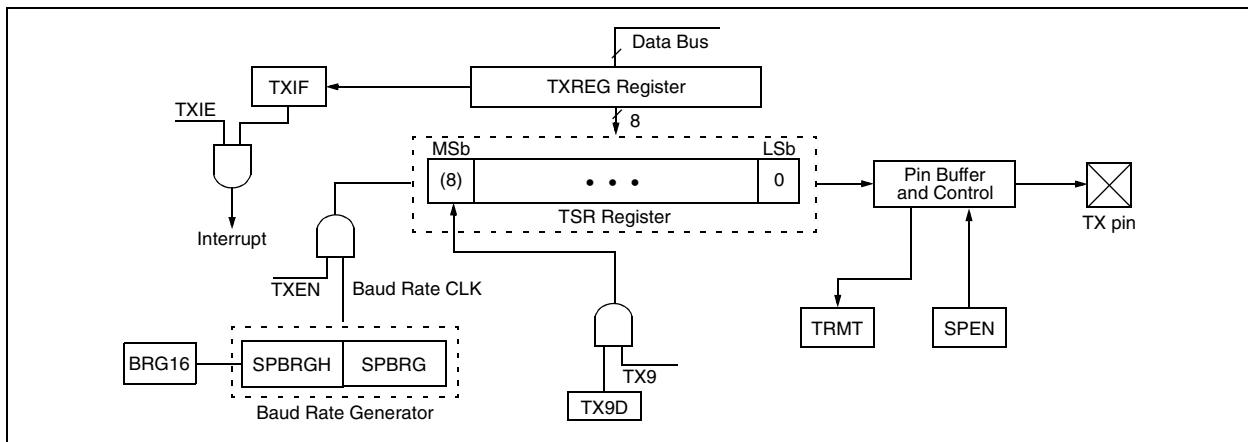 Data Bus
TXIF
TXREG Register
TXIE
8
MSb
LSb
(8)
• • •
0
Pin Buffer
and Control
TSR Register
TX pin
Interrupt
TXEN
Baud Rate CLK
TRMT
SPEN
BRG16
SPBRGH
SPBRG
TX9
TX9D
Baud Rate Generator